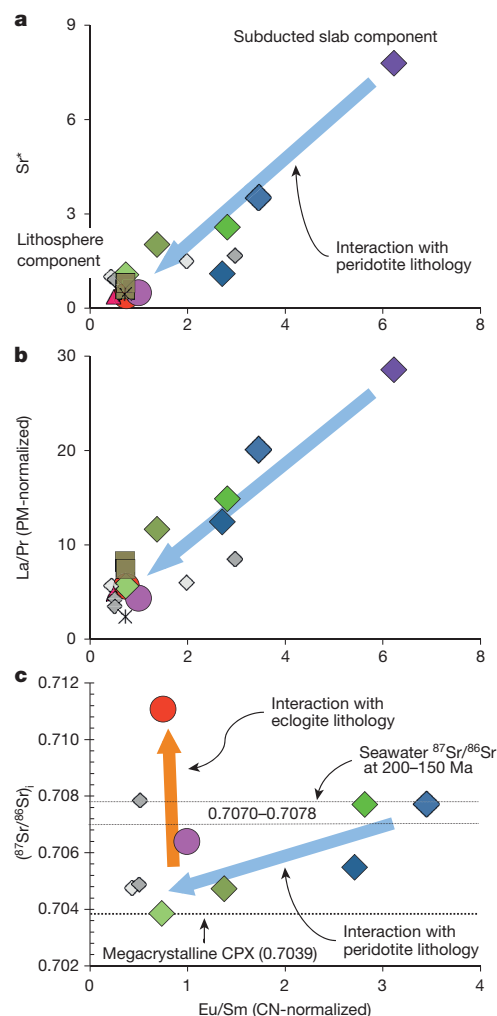 a
9
Subducted slab component
6
Sr*
3
Lithosphere
component
Interaction with
peridotite lithology
0
0 2 4 6 8
b
30
20
La/Pr (PM-normalized)
10
0
0 2 4 6 8
c
0.712
Interaction with
eclogite lithology
0.710
Seawater ⁸⁷Sr/⁸⁶Sr
at 200–150 Ma
0.708
0.7070–0.7078
(⁸⁷Sr/⁸⁶Sr)i
0.706
0.704
Megacrystalline CPX (0.7039)
Interaction with
peridotite lithology
0.702
0 1 2 3 4
Eu/Sm (CN-normalized)